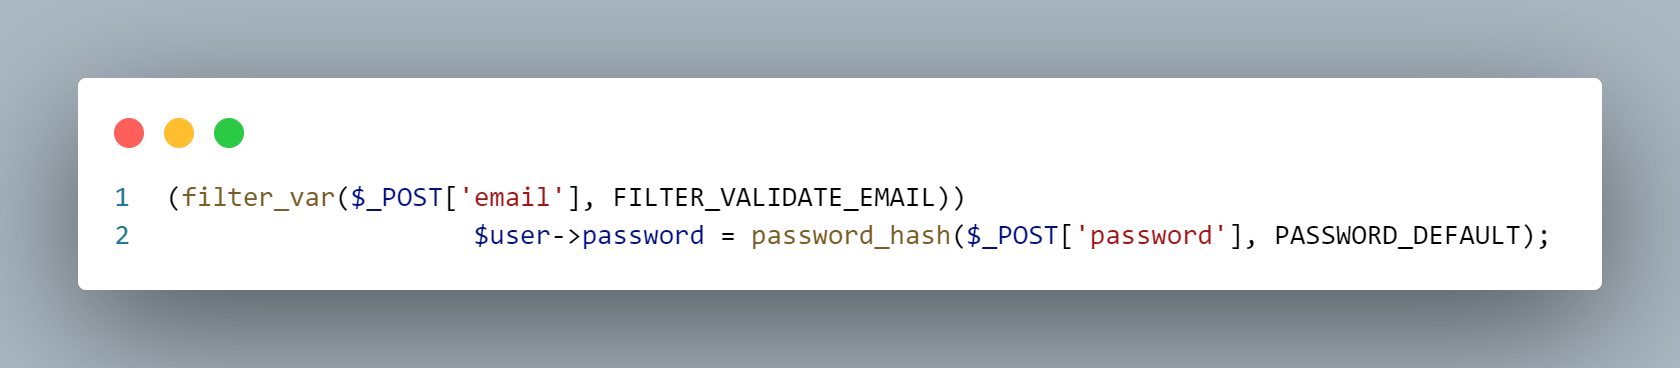 1 (filter_var($_POST['email'], FILTER_VALIDATE_EMAIL))
2 $user->password = password_hash($_POST['password'], PASSWORD_DEFAULT);